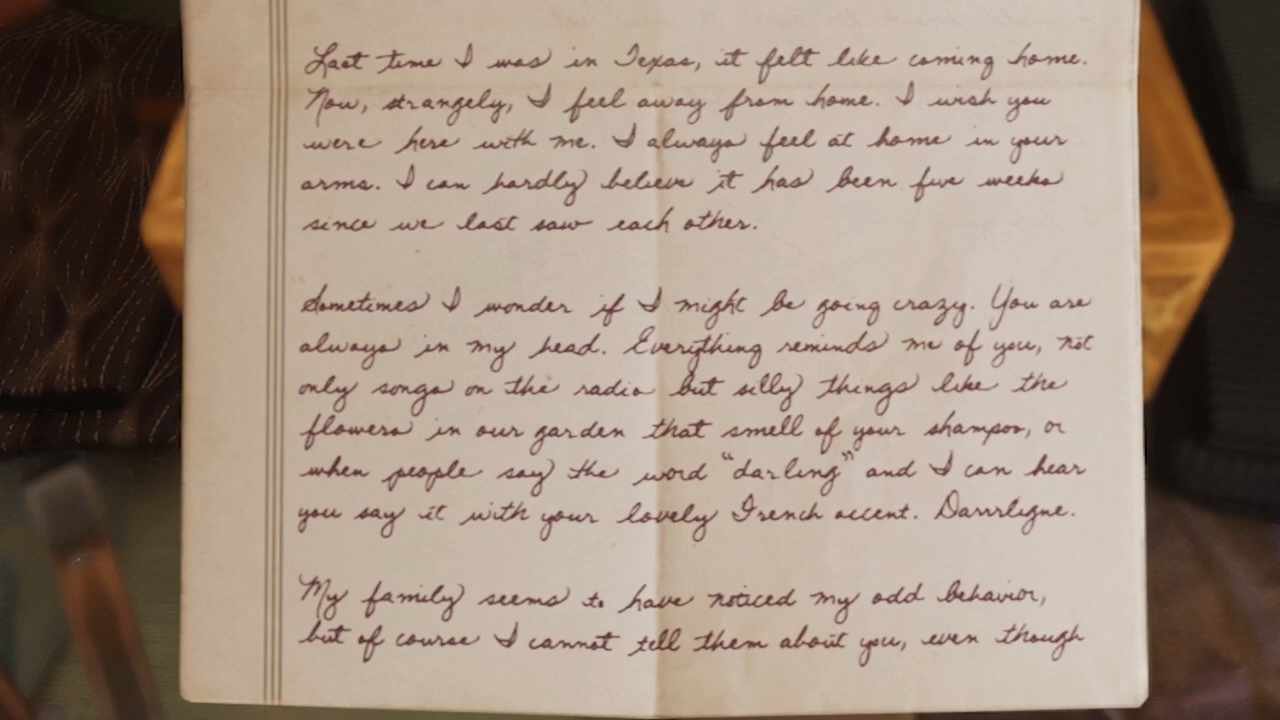 Last time I was in Texas, it felt like coming home.
Now, strangely, I feel away from home. I wish you
were here with me. I always feel at home in your
arms. I can hardly believe it has been five weeks
since we last saw each other.
Sometimes I wonder if I might be going crazy. You are
always in my head. Everything reminds me of you, not
only songs on the radio but silly things like the
flowers in our garden that smell of your shampoo, or
when people say the word "darling" and I can hear
you say it with your lovely French accent. Darrrligne.
My family seems to have noticed my odd behavior,
but of course I cannot tell them about you, even though